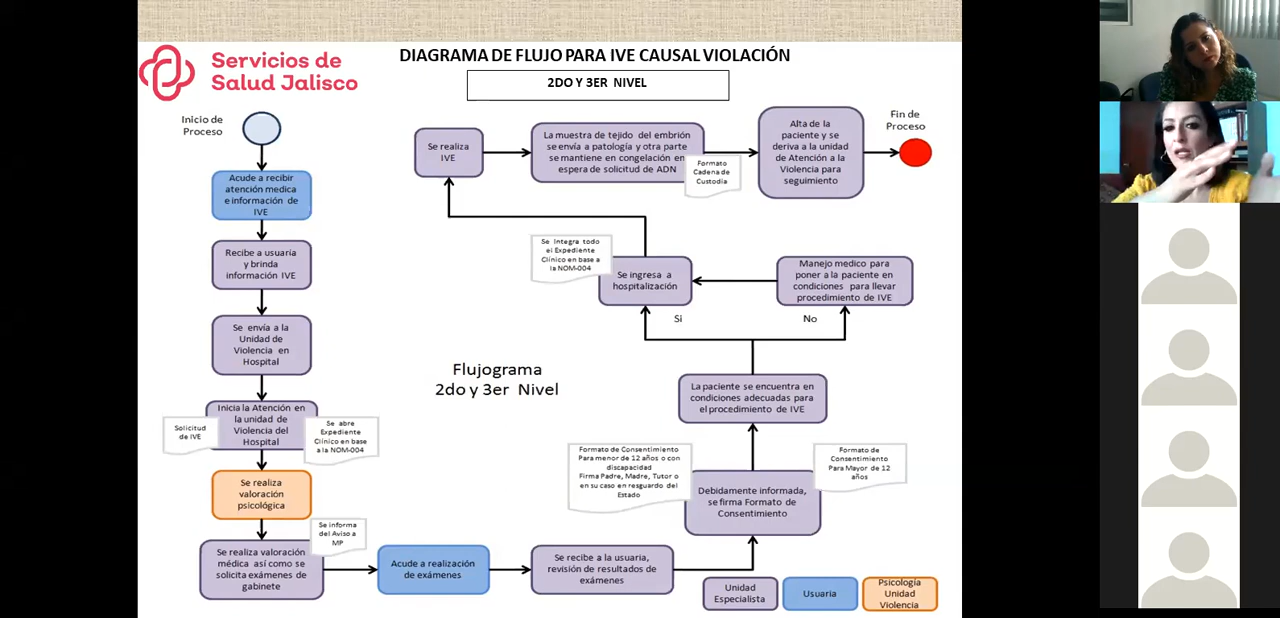 Servicios de
Salud Jalisco
DIAGRAMA DE FLUJO PARA IVE CAUSAL VIOLACIÓN
2DO Y 3ER NIVEL
Inicio de
Proceso
Acude a recibir
atención medica
e información de
IVE
Recibe a usuaría
y brinda
información IVE
Se envía a la
Unidad de
Violencia en
Hospital
Inicia la Atención en
la unidad de
Violencia del
Hospital
Solicitud
de IVE
Se abre
Expediente
Clínico en base
a la NOM-004
Se realiza
valoración
psicológica
Se informa
del Aviso a
MP
Se realiza valoración
médica así como se
solicita exámenes de
gabinete
Acude a realización
de exámenes
Se recibe a la usuaria,
revisión de resultados de
exámenes
Debidamente informada,
se firma Formato de
Consentimiento
Formato de Consentimiento
Para menor de 12 años o con
discapacidad
Firma Padre, Madre, Tutor o
en su caso en resguardo del
Estado
Formato de
Consentimiento
Para Mayor de 12
años
La paciente se encuentra en
condiciones adecuadas para
el procedimiento de IVE
Si
No
Manejo medico para
poner a la paciente en
condiciones para llevar
procedimiento de IVE
Se ingresa a
hospitalización
Se integra todo
el Expediente
Clínico en base a
la NOM-004
Se realiza
IVE
La muestra de tejido del embrión
se envía a patología y otra parte
se mantiene en congelación en
espera de solicitud de ADN
Formato
Cadena de
Custodia
Alta de la
paciente y se
deriva a la unidad
de Atención a la
Violencia para
seguimiento
Fin de
Proceso
Flujograma
2do y 3er Nivel
Unidad
Especialista
Usuaria
Psicología
Unidad
Violencia